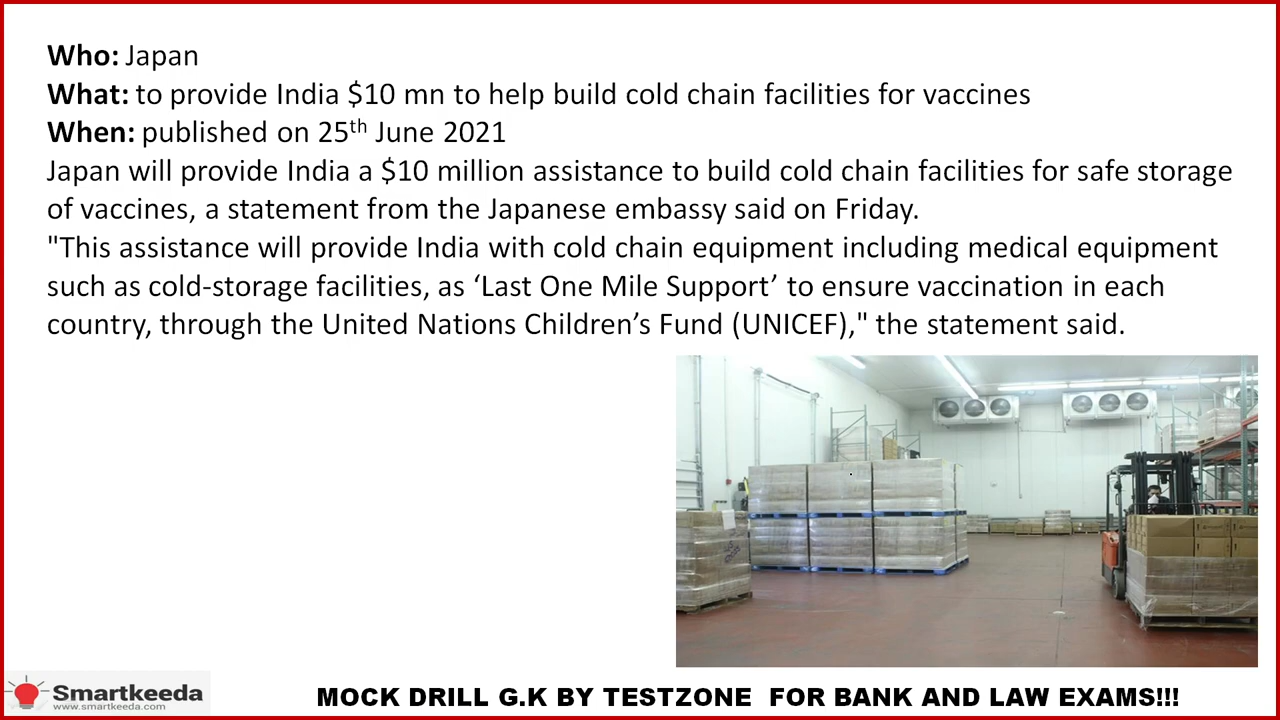 Who: Japan
What: to provide India $10 mn to help build cold chain facilities for vaccines
When: published on 25th June 2021
Japan will provide India a $10 million assistance to build cold chain facilities for safe storage
of vaccines, a statement from the Japanese embassy said on Friday.
"This assistance will provide India with cold chain equipment including medical equipment
such as cold-storage facilities, as ‘Last One Mile Support’ to ensure vaccination in each
country, through the United Nations Children’s Fund (UNICEF)," the statement said.
Smartkeeda
www.smartkeeda.com
MOCK DRILL G.K BY TESTZONE FOR BANK AND LAW EXAMS!!!